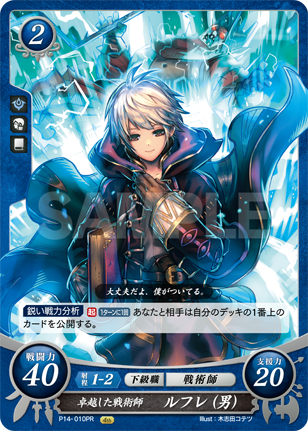 2
SAMPLE
大丈夫だよ、僕がついてる。
鋭い戦力分析 起 1ターンに1回 あなたと相手は自分のデッキの1番上の
カードを公開する。
戦闘力 40 射程 1-2 下級職 戦術師 支援力 20
卓越した戦術師 ルフレ(男)
P14-010PR 4th Illust:木志田コテツ